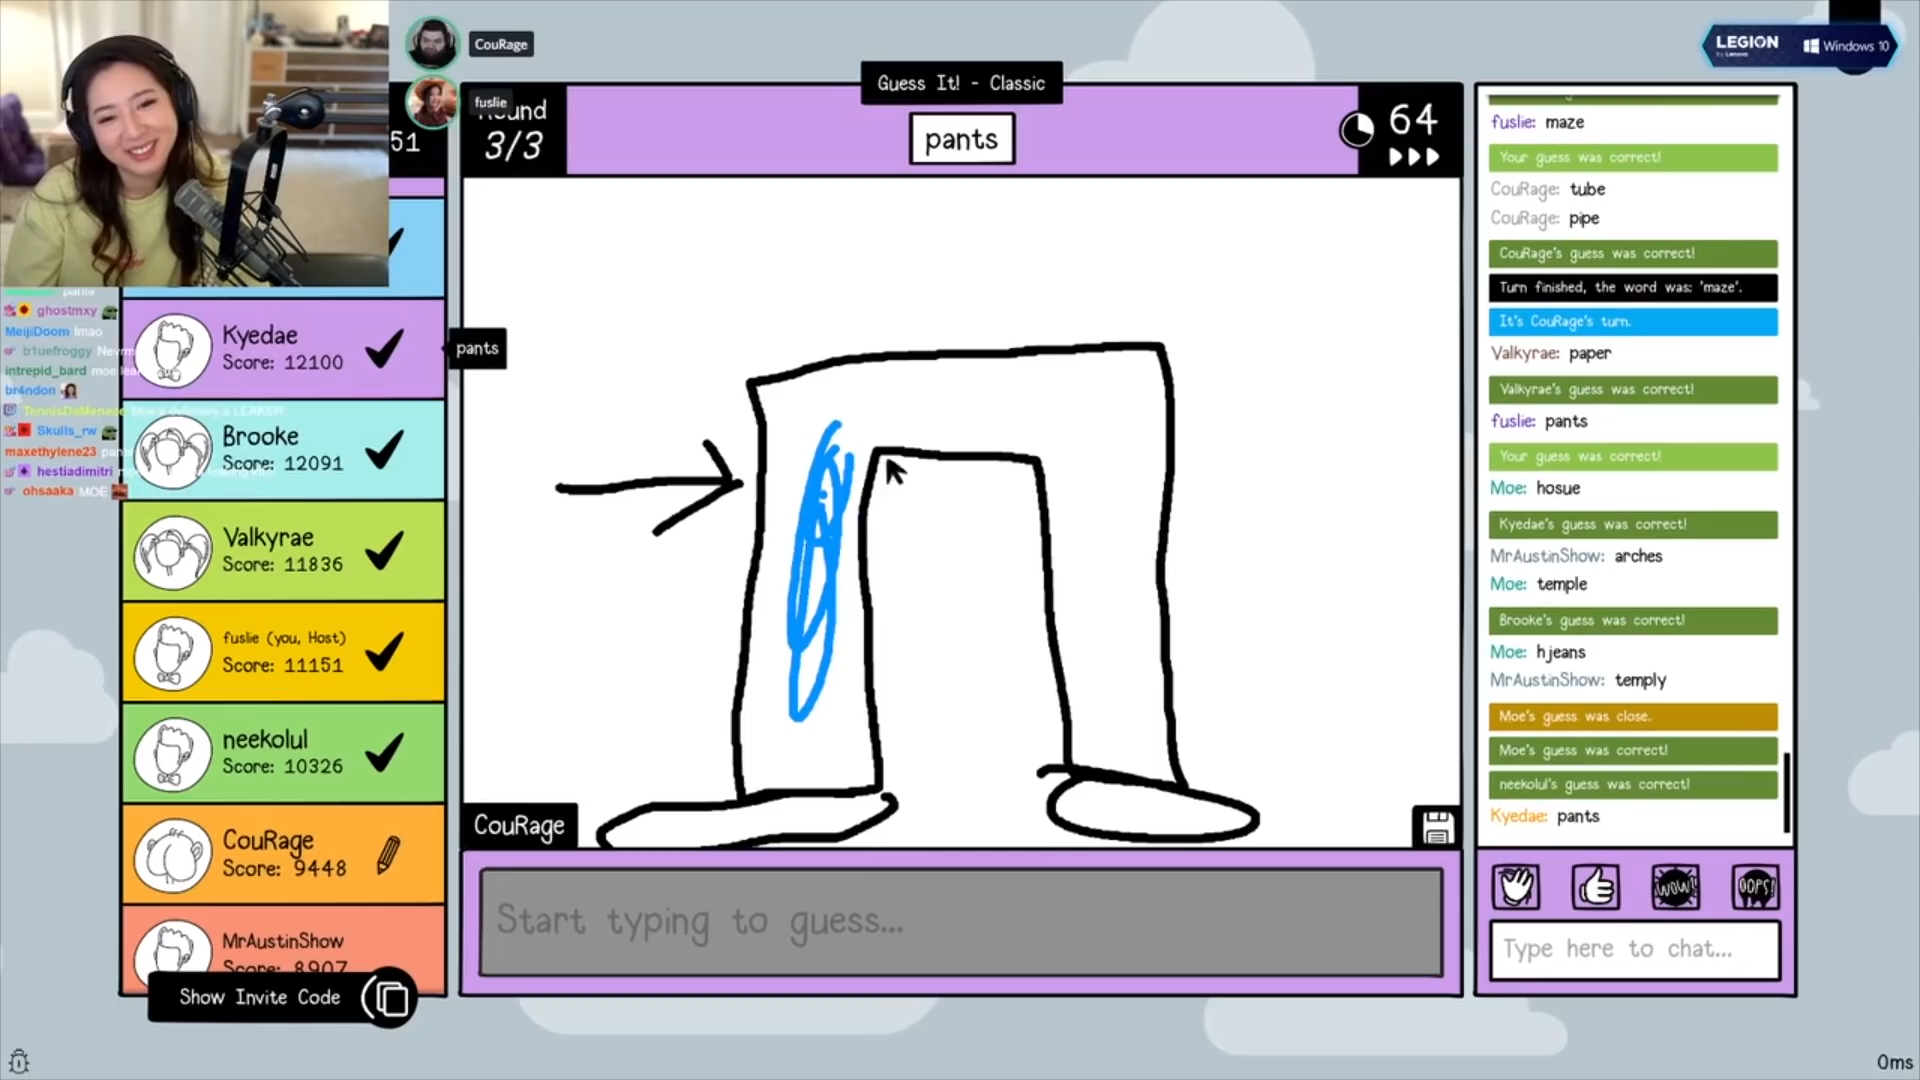 CouRage
fuslie
51
Round
3/3
Guess It! - Classic
pants
64
LEGION
by Lenovo
Windows 10
ghostmxy
MeijiDoom lmao
b1uefroggy
intrepid_bard moe
br4ndon
Skulls_rw
maxethylene23
hestiadimitri
ohsaaka MOE
Kyedae
Score: 12100
pants
Brooke
Score: 12091
Valkyrae
Score: 11836
fuslie (you, Host)
Score: 11151
neekolul
Score: 10326
CouRage
Score: 9448
MrAustinShow
Score: 8907
Show Invite Code
CouRage
Start typing to guess...
fuslie: maze
Your guess was correct!
CouRage: tube
CouRage: pipe
CouRage's guess was correct!
Turn finished, the word was: 'maze'.
It's CouRage's turn.
Valkyrae: paper
Valkyrae's guess was correct!
fuslie: pants
Your guess was correct!
Moe: hosue
Kyedae's guess was correct!
MrAustinShow: arches
Moe: temple
Brooke's guess was correct!
Moe: hjeans
MrAustinShow: temply
Moe's guess was close.
Moe's guess was correct!
neekolul's guess was correct!
Kyedae: pants
WOW!
OOPS!
Type here to chat...
0ms